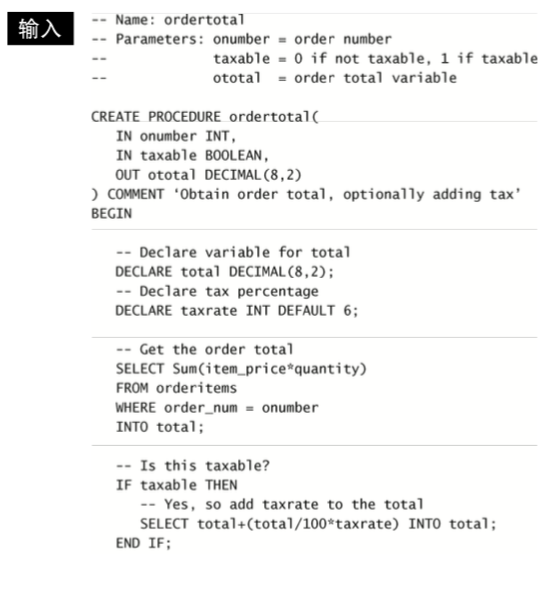 输入
-- Name: ordertotal
-- Parameters: onumber = order number
--             taxable = 0 if not taxable, 1 if taxable
--             ototal  = order total variable
CREATE PROCEDURE ordertotal(
   IN onumber INT,
   IN taxable BOOLEAN,
   OUT ototal DECIMAL(8,2)
) COMMENT ‘Obtain order total, optionally adding tax’
BEGIN
   -- Declare variable for total
   DECLARE total DECIMAL(8,2);
   -- Declare tax percentage
   DECLARE taxrate INT DEFAULT 6;
   -- Get the order total
   SELECT Sum(item_price*quantity)
   FROM orderitems
   WHERE order_num = onumber
   INTO total;
   -- Is this taxable?
   IF taxable THEN
      -- Yes, so add taxrate to the total
      SELECT total+(total/100*taxrate) INTO total;
   END IF;